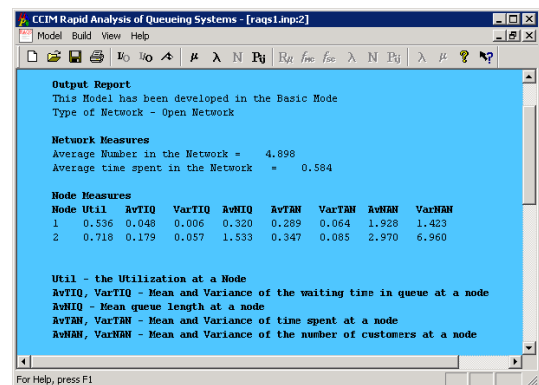 CCIM Rapid Analysis of Queueing Systems - [raqs1.inp:2]
Model Build View Help
μ λ N Pij Rμ fHC fSC λ N Pij λ μ
Output Report
This Model has been developed in the Basic Mode
Type of Network - Open Network
Network Measures
Average Number in the Network = 4.898
Average time spent in the Network = 0.584
Node Measures
Node Util AvTIQ VarTIQ AvNIQ AvTAN VarTAN AvNAN VarNAN
1 0.536 0.048 0.006 0.320 0.289 0.064 1.928 1.423
2 0.718 0.179 0.057 1.533 0.347 0.085 2.970 6.960
Util - the Utilization at a Node
AvTIQ, VarTIQ - Mean and Variance of the waiting time in queue at a node
AvNIQ - Mean queue length at a node
AvTAN, VarTAN - Mean and Variance of time spent at a node
AvNAN, VarNAN - Mean and Variance of the number of customers at a node
For Help, press F1